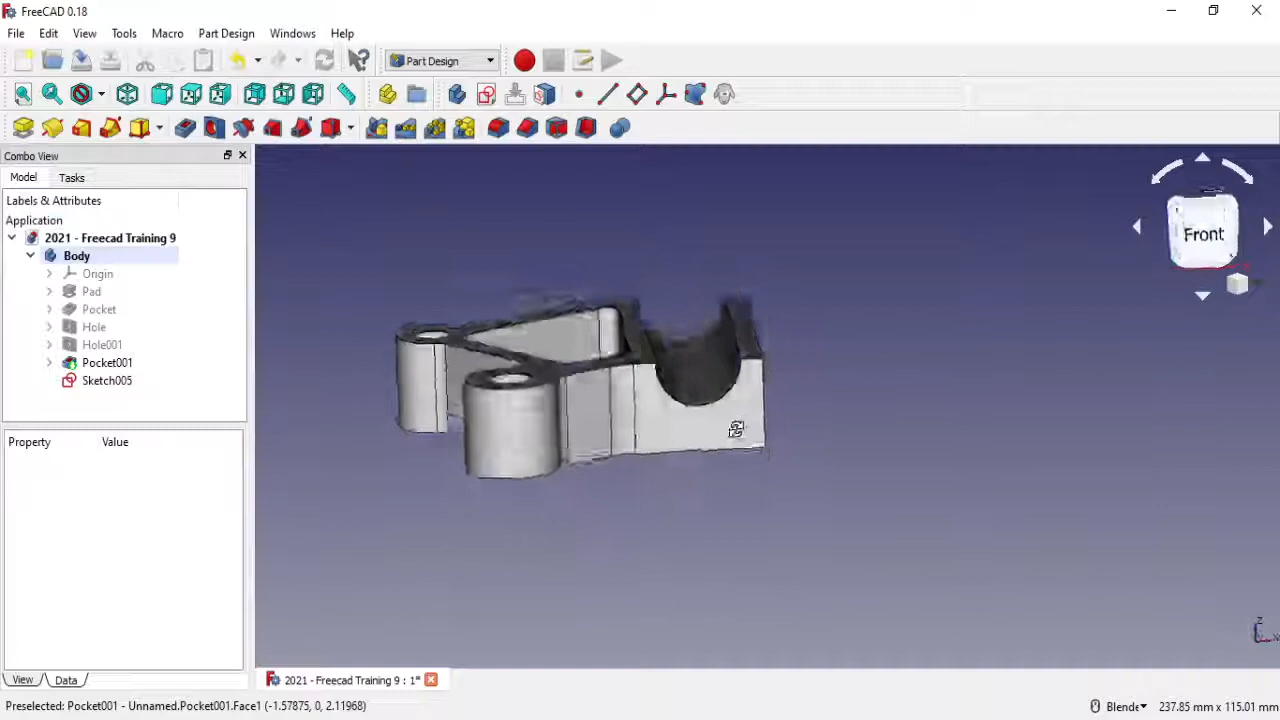 FreeCAD 0.18
File Edit View Tools Macro Part Design Windows Help
Part Design
Combo View
Model Tasks
Labels & Attributes
Application
2021 - Freecad Training 9
Body
Origin
Pad
Pocket
Hole
Hole001
Pocket001
Sketch005
Property Value
Front
View Data
2021 - Freecad Training 9 : 1*
Preselected: Pocket001 - Unnamed.Pocket001.Face1 (-1.57875, 0, 2.11968) Blende 237.85 mm x 115.01 mm